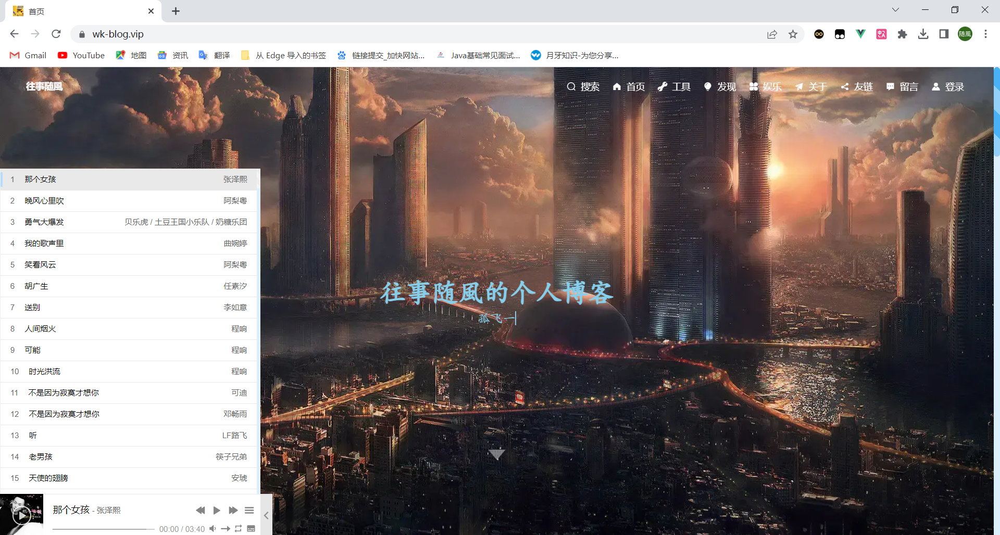 首页
wk-blog.vip
随風
Gmail YouTube 地图 资讯 翻译 从 Edge 导入的书签 链接提交_加快网站... Java基础常见面试... 月牙知识-为您分享...
往事随風 搜索 首页 工具 发现 娱乐 关于 友链 留言 登录
1 那个女孩 张泽熙
2 晚风心里吹 阿梨粤
3 勇气大爆发 贝乐虎 / 土豆王国小乐队 / 奶糖乐团
4 我的歌声里 曲婉婷
5 笑看风云 阿梨粤
6 胡广生 任素汐
7 送别 李如意
8 人间烟火 程响
9 可能 程响
10 时光洪流 程响
11 不是因为寂寞才想你 可迪
12 不是因为寂寞才想你 邓畅雨
13 听 LF路飞
14 老男孩 筷子兄弟
15 天使的翅膀 安琥
往事随風的个人博客
孤飞一
那个女孩 - 张泽熙
00:00 / 03:40